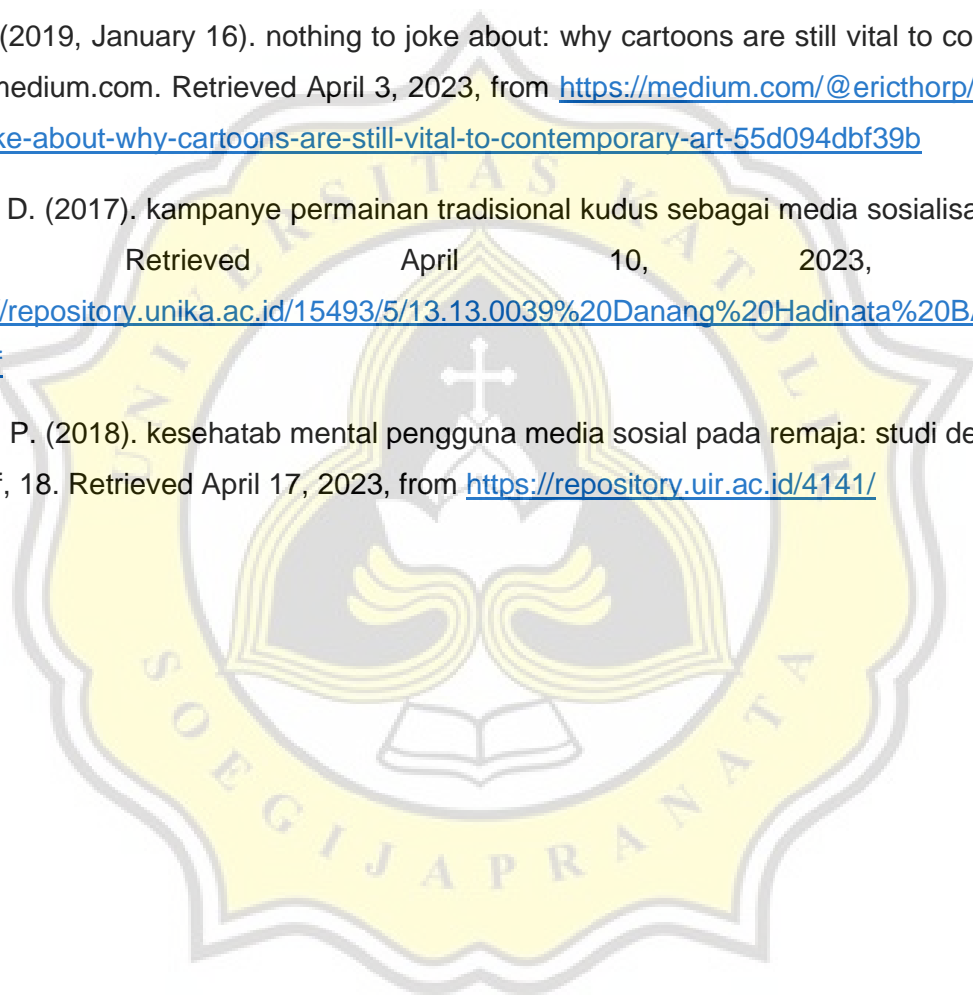 (2019, January 16). nothing to joke about: why cartoons are still vital to co
medium.com. Retrieved April 3, 2023, from https://medium.com/@ericthorp/
ke-about-why-cartoons-are-still-vital-to-contemporary-art-55d094dbf39b
D. (2017). kampanye permainan tradisional kudus sebagai media sosialisa
Retrieved April 10, 2023,
/repository.unika.ac.id/15493/5/13.13.0039%20Danang%20Hadinata%20BA
P. (2018). kesehatab mental pengguna media sosial pada remaja: studi de
f, 18. Retrieved April 17, 2023, from https://repository.uir.ac.id/4141/
UNIVERSITAS KATOLIK
SOEGIJAPRANATA